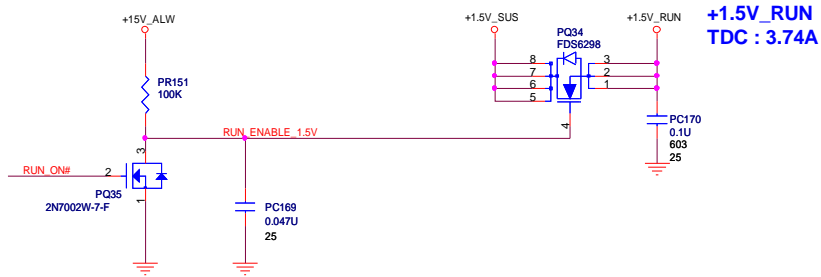 +15V_ALW
+1.5V_SUS
+1.5V_RUN
+1.5V_RUN
TDC : 3.74A
PQ34
FDS6298
8
7
6
5
3
2
1
4
PR151
100K
RUN_ENABLE_1.5V
PC170
0.1U
603
25
3
RUN_ON#
2
1
PQ35
2N7002W-7-F
PC169
0.047U
25